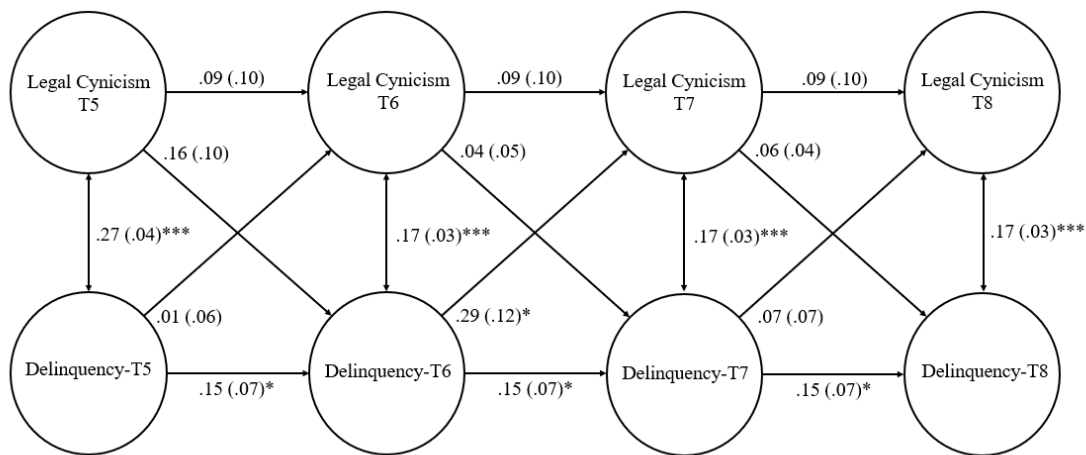 Legal Cynicism
T5
.09 (.10)
Legal Cynicism
T6
.09 (.10)
Legal Cynicism
T7
.09 (.10)
Legal Cynicism
T8
.16 (.10)
.04 (.05)
.06 (.04)
.27 (.04)***
.17 (.03)***
.17 (.03)***
.17 (.03)***
.01 (.06)
.29 (.12)*
.07 (.07)
Delinquency-T5
.15 (.07)*
Delinquency-T6
.15 (.07)*
Delinquency-T7
.15 (.07)*
Delinquency-T8